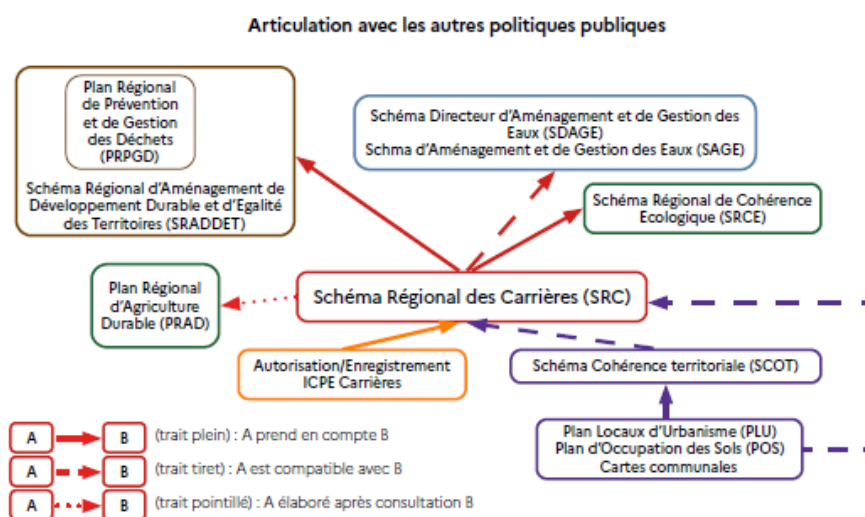 Articulation avec les autres politiques publiques
Plan Régional
de Prévention
et de Gestion
des Déchets
(PRPGD)
Schéma Régional d'Aménagement de
Développement Durable et d'Egalité
des Territoires (SRADDET)
Schéma Directeur d'Aménagement et de Gestion des
Eaux (SDAGE)
Schma d'Aménagement et de Gestion des Eaux (SAGE)
Schéma Régional de Cohérence
Ecologique (SRCE)
Plan Régional
d'Agriculture
Durable (PRAD)
Schéma Régional des Carrières (SRC)
Autorisation/Enregistrement
ICPE Carrières
Schéma Cohérence territoriale (SCOT)
Plan Locaux d'Urbanisme (PLU)
Plan d'Occupation des Sols (POS)
Cartes communales
A B (trait plein) : A prend en compte B
A B (trait tiret) : A est compatible avec B
A B (trait pointillé) : A élaboré après consultation B